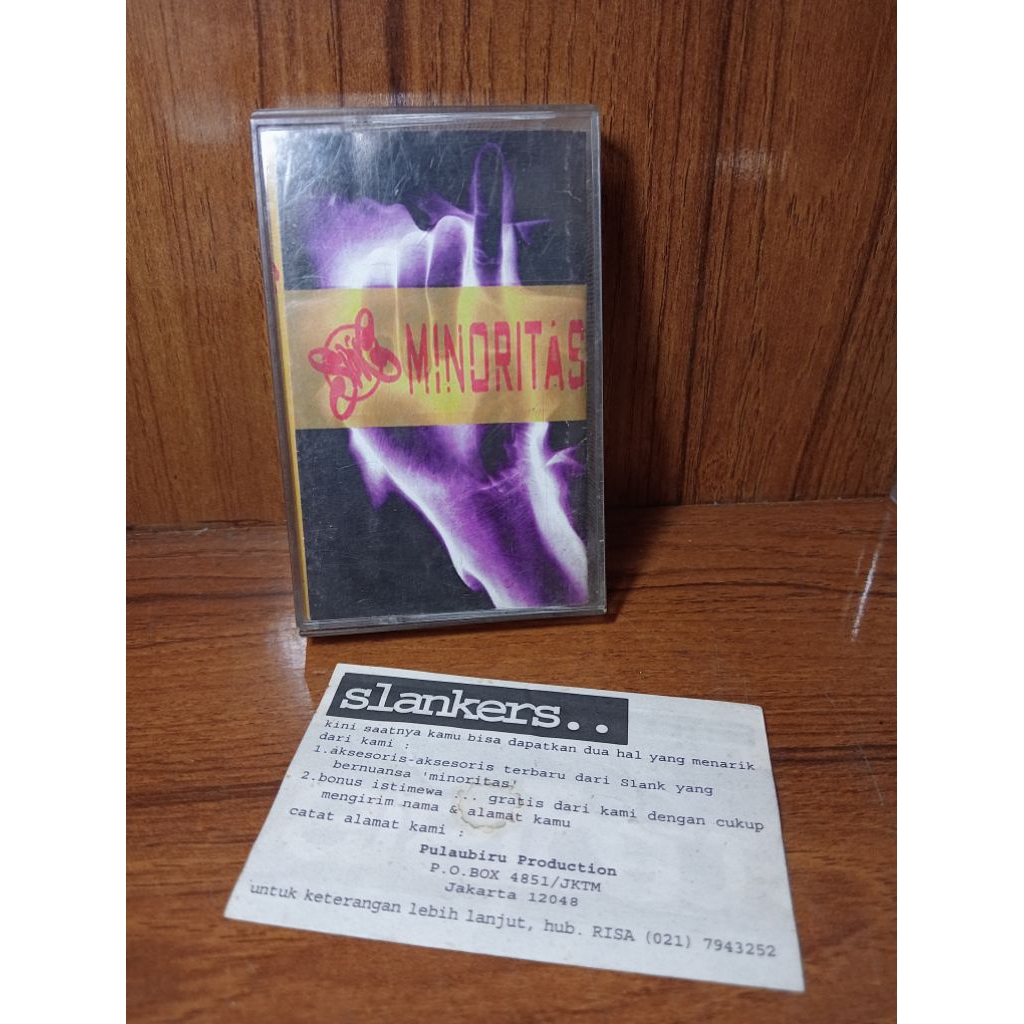 MINORITAS
slankers..
kini saatnya kamu bisa dapatkan dua hal yang menarik
dari kami :
1.aksesoris-aksesoris terbaru dari Slank yang
bernuansa 'minoritas'
2.bonus istimewa ... gratis dari kami dengan cukup
mengirim nama & alamat kamu
catat alamat kami :
Pulaubiru Production
P.O.BOX 4851/JKTM
Jakarta 12048
untuk keterangan lebih lanjut, hub. RISA (021) 7943252